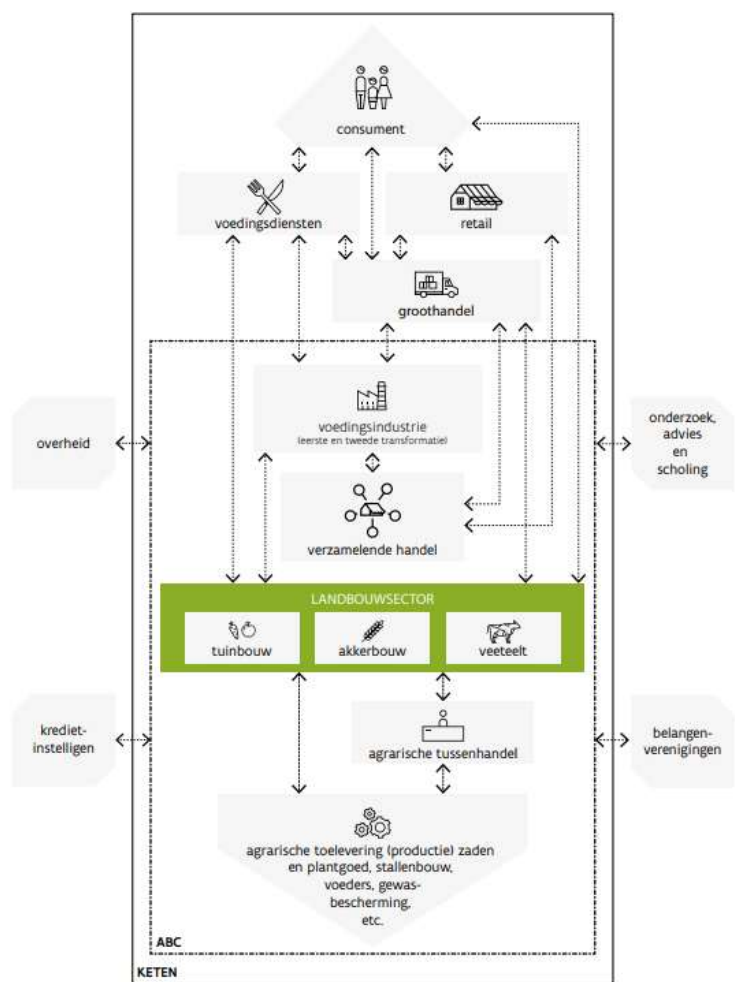 consument
voedingsdiensten
retail
groothandel
voedingsindustrie
(eerste en tweede transformatie)
overheid
onderzoek,
advies
en
scholing
verzamelende handel
LANDBOUWSECTOR
tuinbouw
akkerbouw
veeteelt
krediet-
instelligen
agrarische tussenhandel
belangen-
verenigingen
agrarische toelevering (productie) zaden
en plantgoed, stallenbouw,
voeders, gewas-
bescherming,
etc.
ABC
KETEN